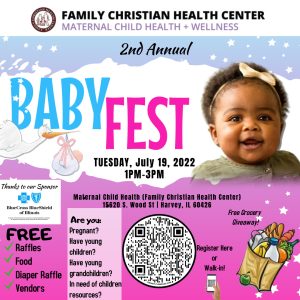 FAMILY CHRISTIAN HEALTH CENTER
MATERNAL CHILD HEALTH + WELLNESS
2nd Annual
BABY
FEST
TUESDAY, July 19, 2022
1PM-3PM
Thanks to our Sponsor
BlueCross BlueShield
of Illinois
Maternal Child Health (Family Christian Health Center)
15620 S. Wood St | Harvey, IL 60426
FREE
✓ Raffles
✓ Food
✓ Diaper Raffle
✓ Vendors
Are you:
Pregnant?
Have young
children?
Have young
grandchildren?
In need of children
resources?
Free Grocery
Giveaway!
Register Here
or
Walk-in!